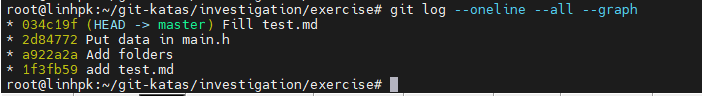 root@linhpk:~/git-katas/investigation/exercise# git log --oneline --all --graph
* 034c19f (HEAD -> master) Fill test.md
* 2d84772 Put data in main.h
* a922a2a Add folders
* 1f3fb59 add test.md
root@linhpk:~/git-katas/investigation/exercise#